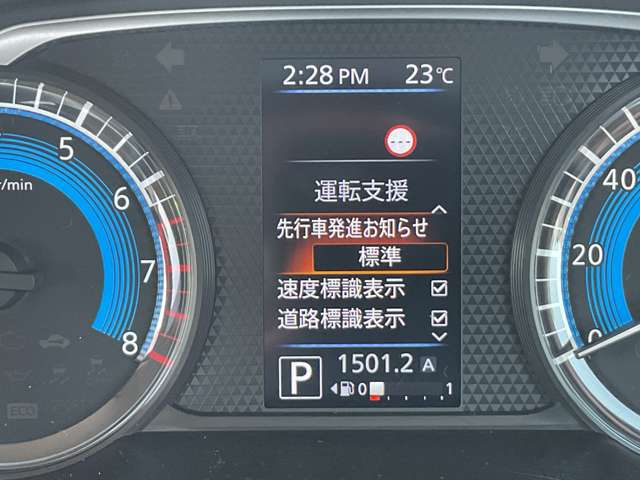 2:28 PM 23℃
運転支援
先行車発進お知らせ
標準
速度標識表示
道路標識表示
P 1501.2 A
0 1
5
6
7
8
r/min
40
20
0